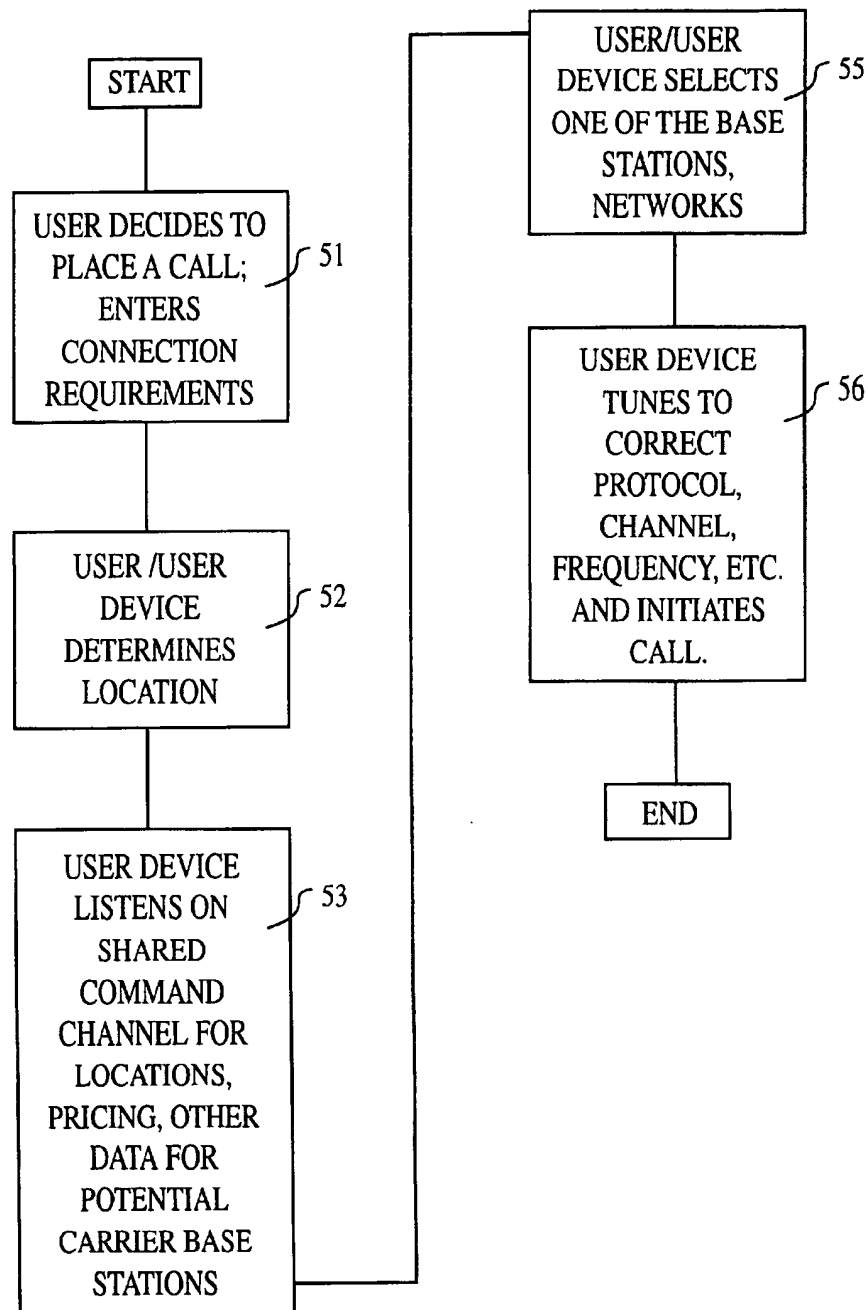 START
USER DECIDES TO
PLACE A CALL;
ENTERS
CONNECTION
REQUIREMENTS
51
USER /USER
DEVICE
DETERMINES
LOCATION
52
USER DEVICE
LISTENS ON
SHARED
COMMAND
CHANNEL FOR
LOCATIONS,
PRICING, OTHER
DATA FOR
POTENTIAL
CARRIER BASE
STATIONS
53
USER/USER
DEVICE SELECTS
ONE OF THE BASE
STATIONS,
NETWORKS
55
USER DEVICE
TUNES TO
CORRECT
PROTOCOL,
CHANNEL,
FREQUENCY, ETC.
AND INITIATES
CALL.
56
END